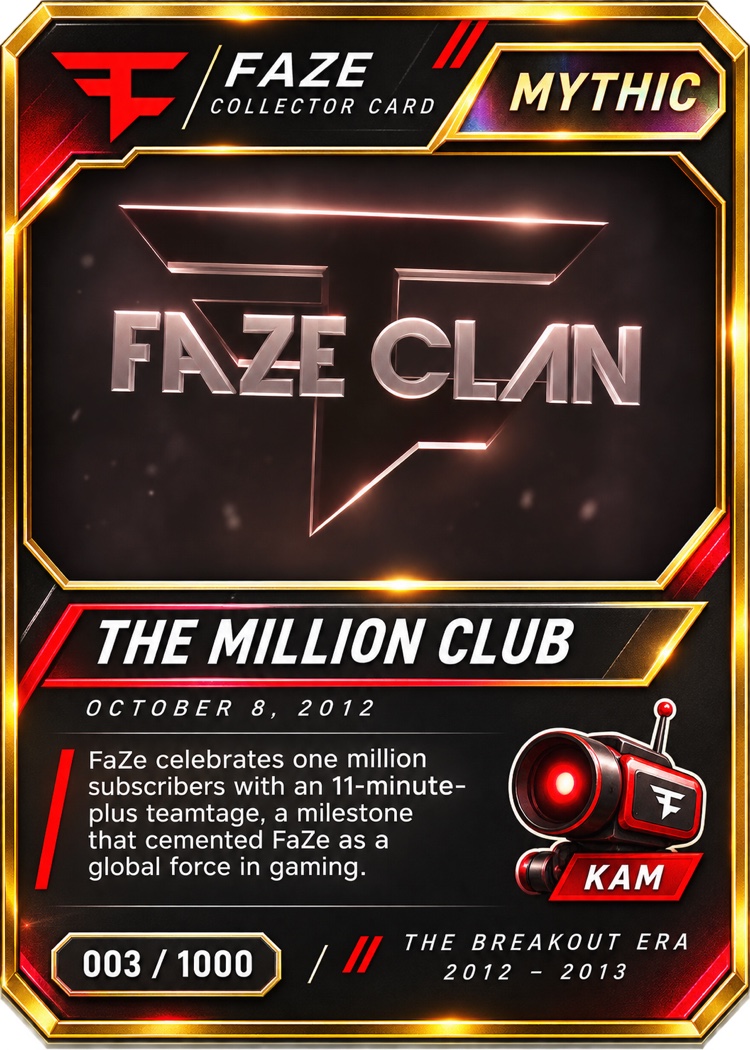 FAZE
COLLECTOR CARD
MYTHIC
FAZE CLAN
THE MILLION CLUB
OCTOBER 8, 2012
FaZe celebrates one million
subscribers with an 11-minute-
plus teamtage, a milestone
that cemented FaZe as a
global force in gaming.
KAM
003 / 1000
THE BREAKOUT ERA
2012 – 2013